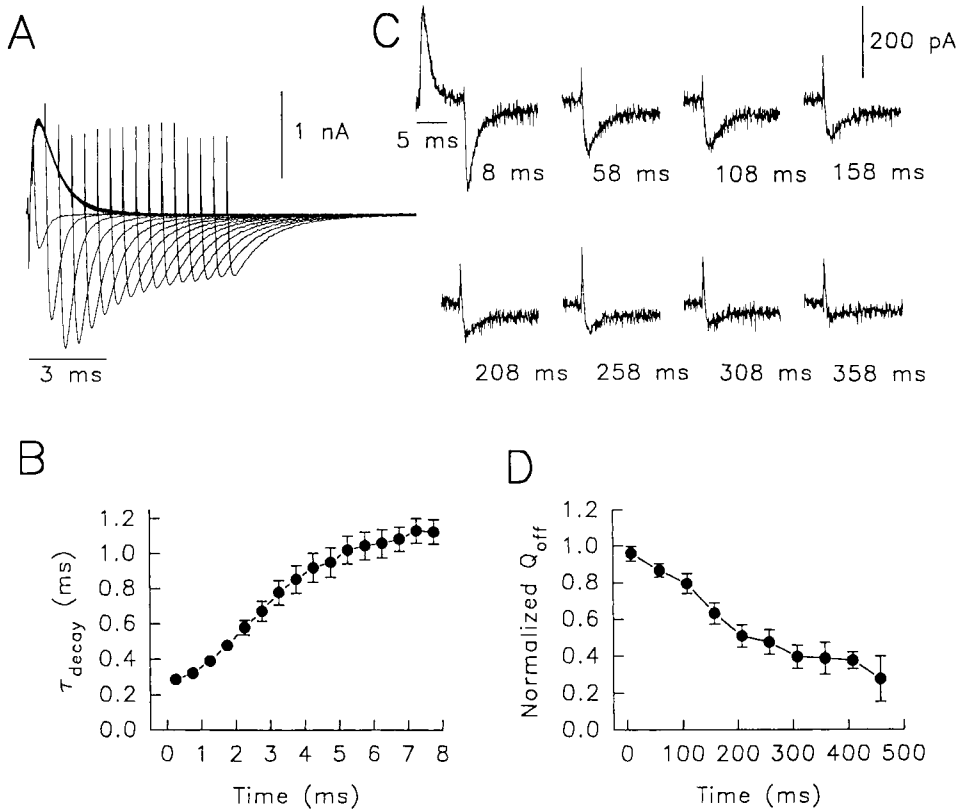 A
1 nA
3 ms
C
200 pA
5 ms
8 ms
58 ms
108 ms
158 ms
208 ms
258 ms
308 ms
358 ms
B
τdecay (ms)
1.2
1.0
0.8
0.6
0.4
0.2
0.0
0 1 2 3 4 5 6 7 8
Time (ms)
D
Normalized Qoff
1.2
1.0
0.8
0.6
0.4
0.2
0.0
0 100 200 300 400 500
Time (ms)